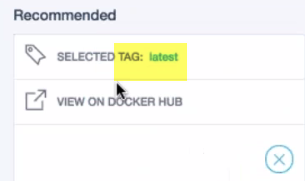 Recommended
SELECTED TAG: latest
VIEW ON DOCKER HUB